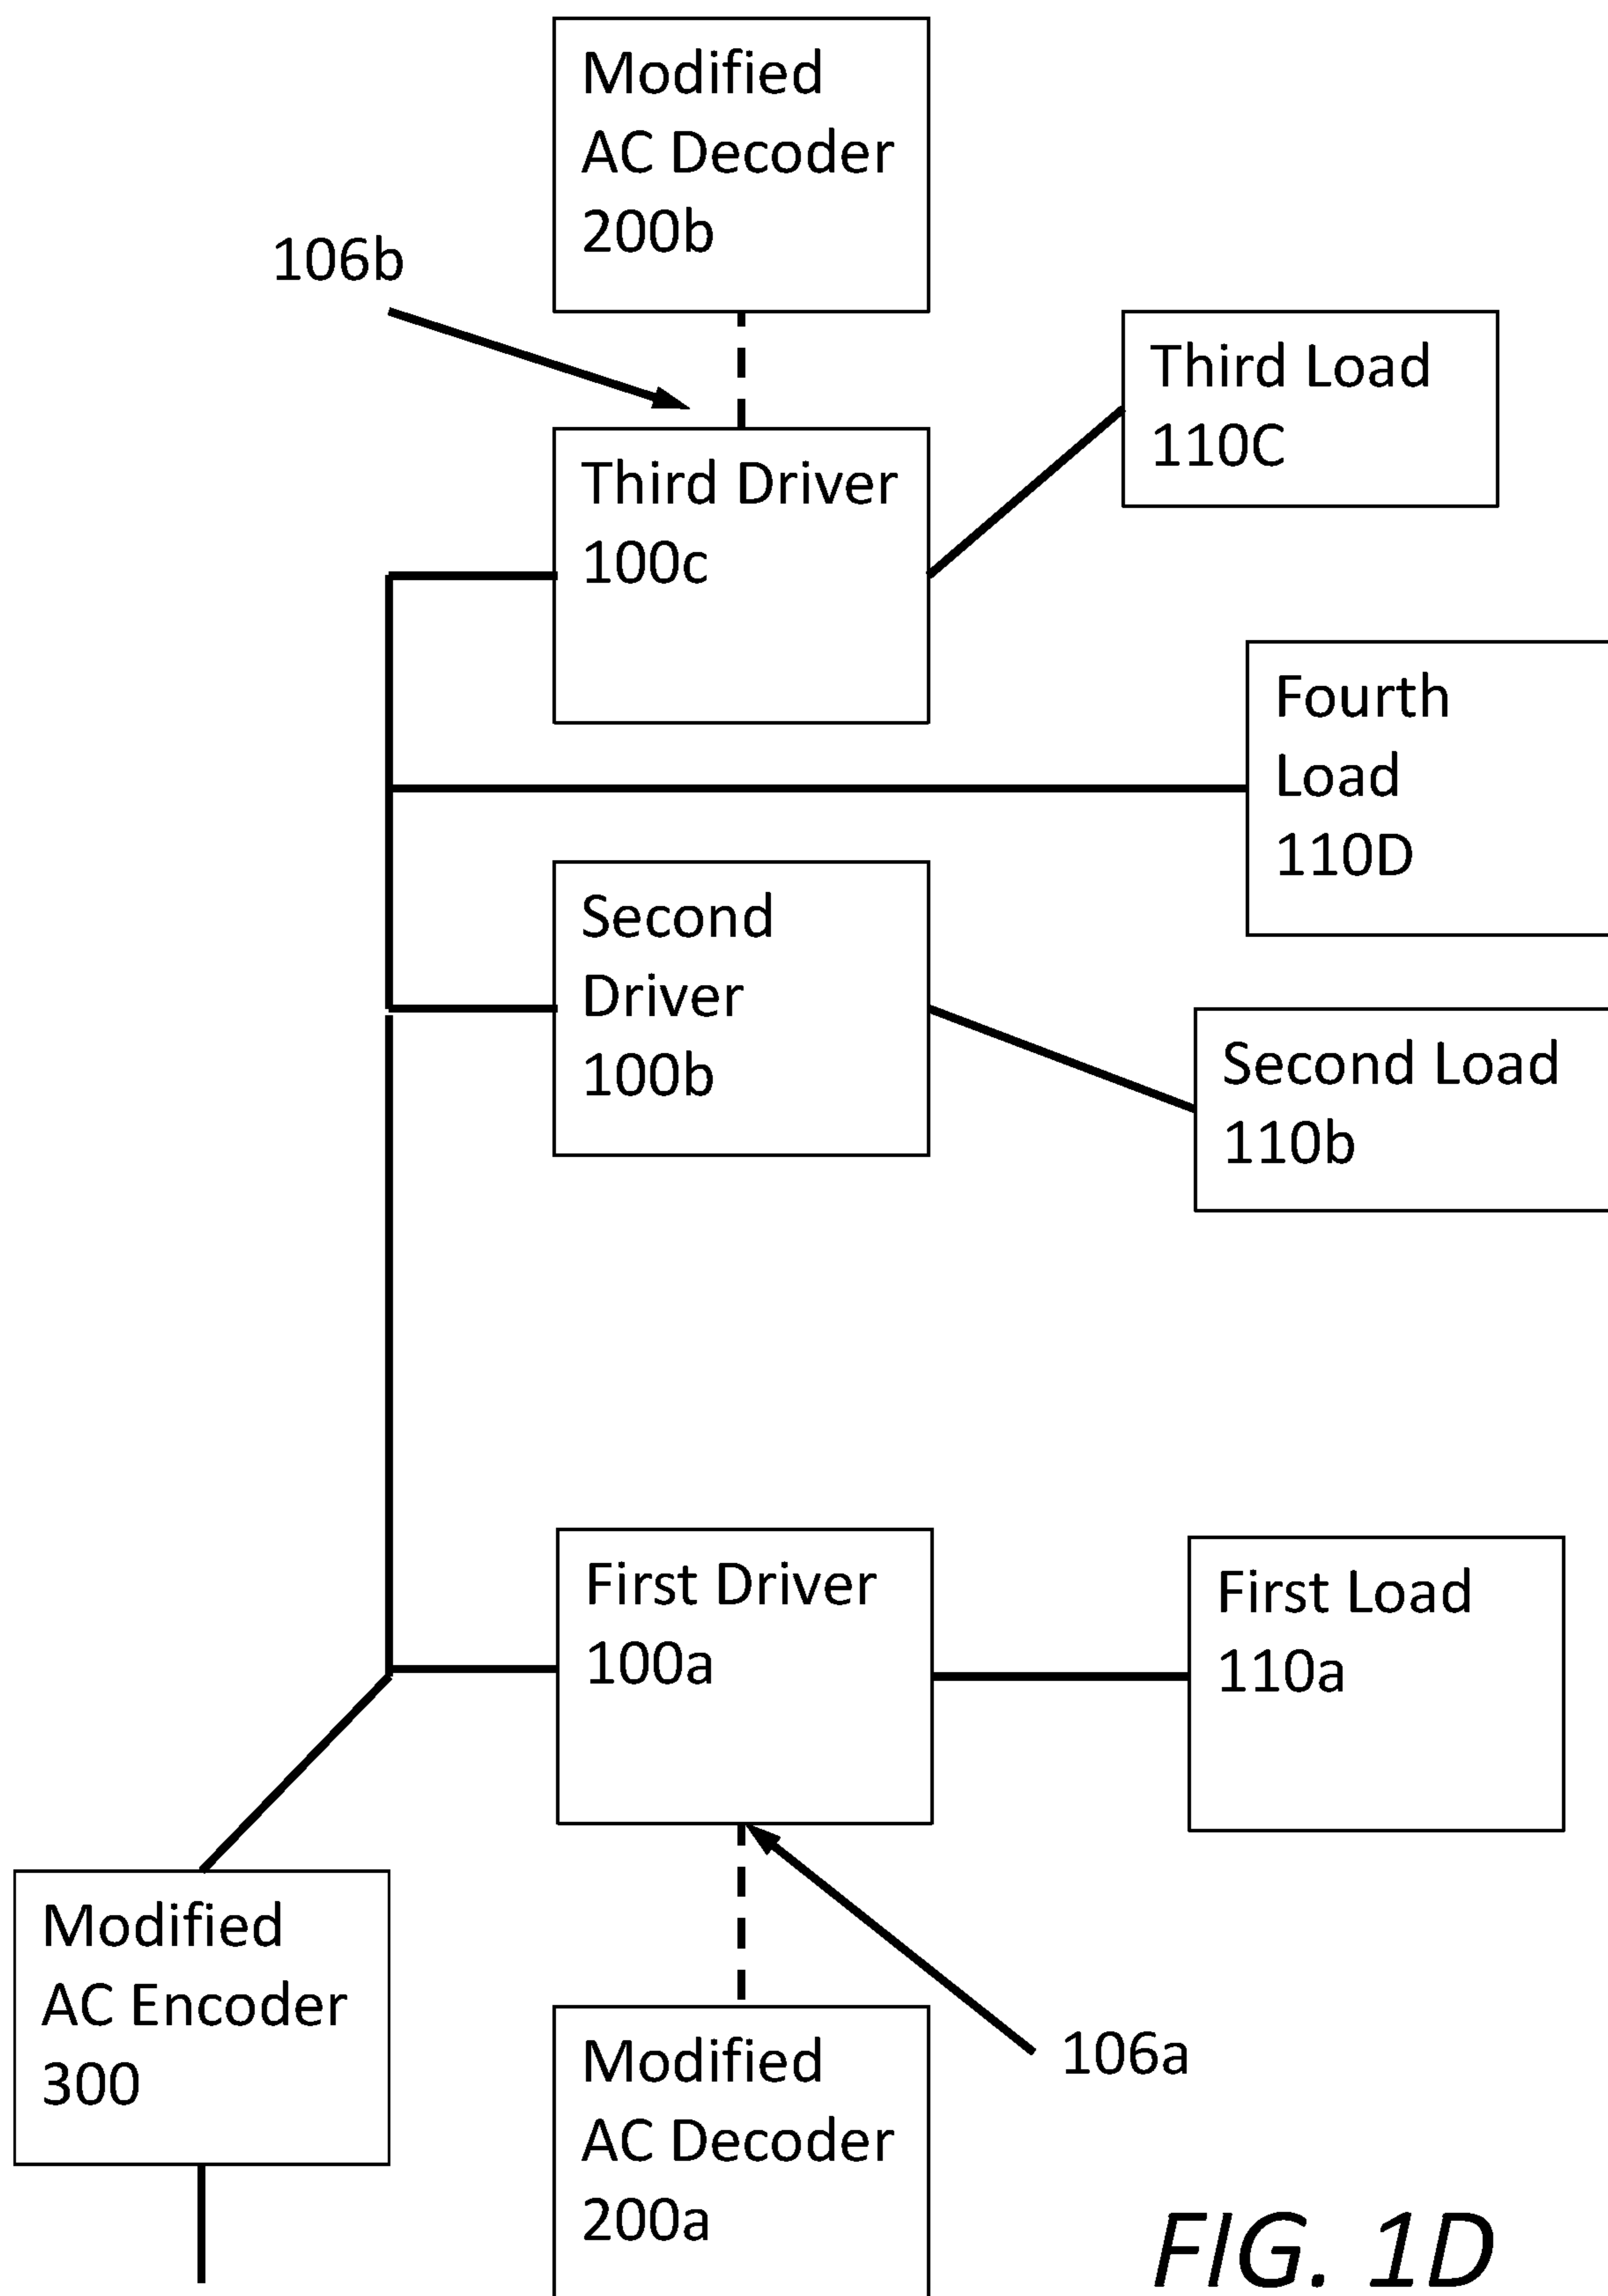 Modified
AC Decoder
200b
106b
Third Load
110C
Third Driver
100c
Fourth
Load
110D
Second
Driver
100b
Second Load
110b
First Driver
100a
First Load
110a
Modified
AC Encoder
300
106a
Modified
AC Decoder
200a
FIG. 1D